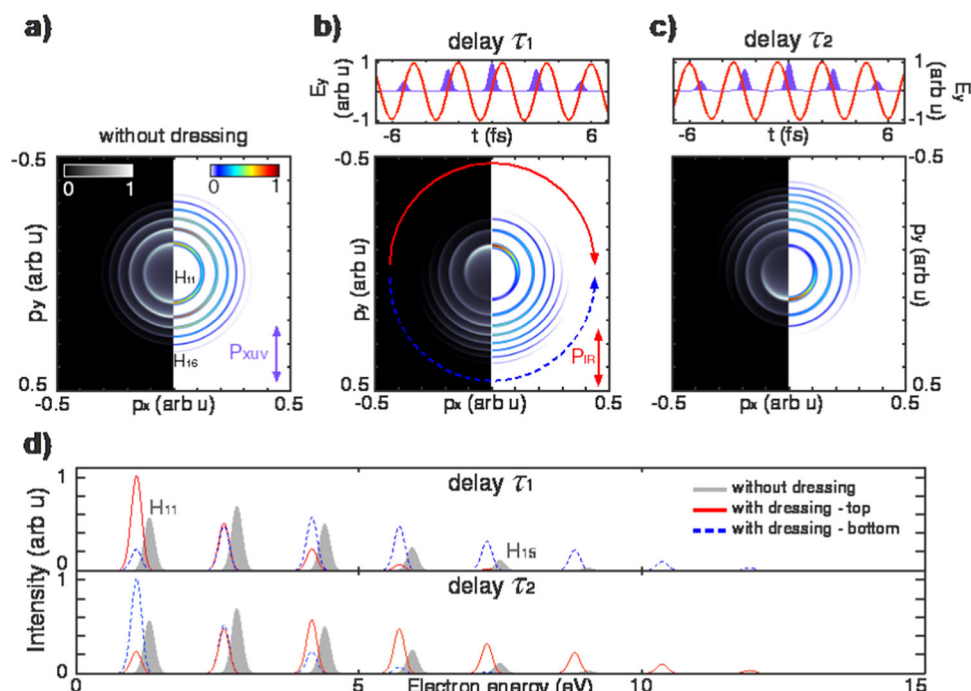 a)
b)
c)
delay τ1
delay τ2
Ey
(arb u)
1
-1
-6
t (fs)
6
-6
t (fs)
6
1
-1
Ey
(arb u)
without dressing
-0.5
0 1
0 1
H11
H16
PXUV
py (arb u)
0.5
-0.5
px (arb u)
0.5
-0.5
py (arb u)
0.5
PIR
-0.5
px (arb u)
0.5
-0.5
py (arb u)
0.5
-0.5
px (arb u)
0.5
d)
Intensity (arb u)
1
0
delay τ1
H11
H15
without dressing
with dressing - top
with dressing - bottom
1
0
delay τ2
0
5
10
15
Electron energy (eV)